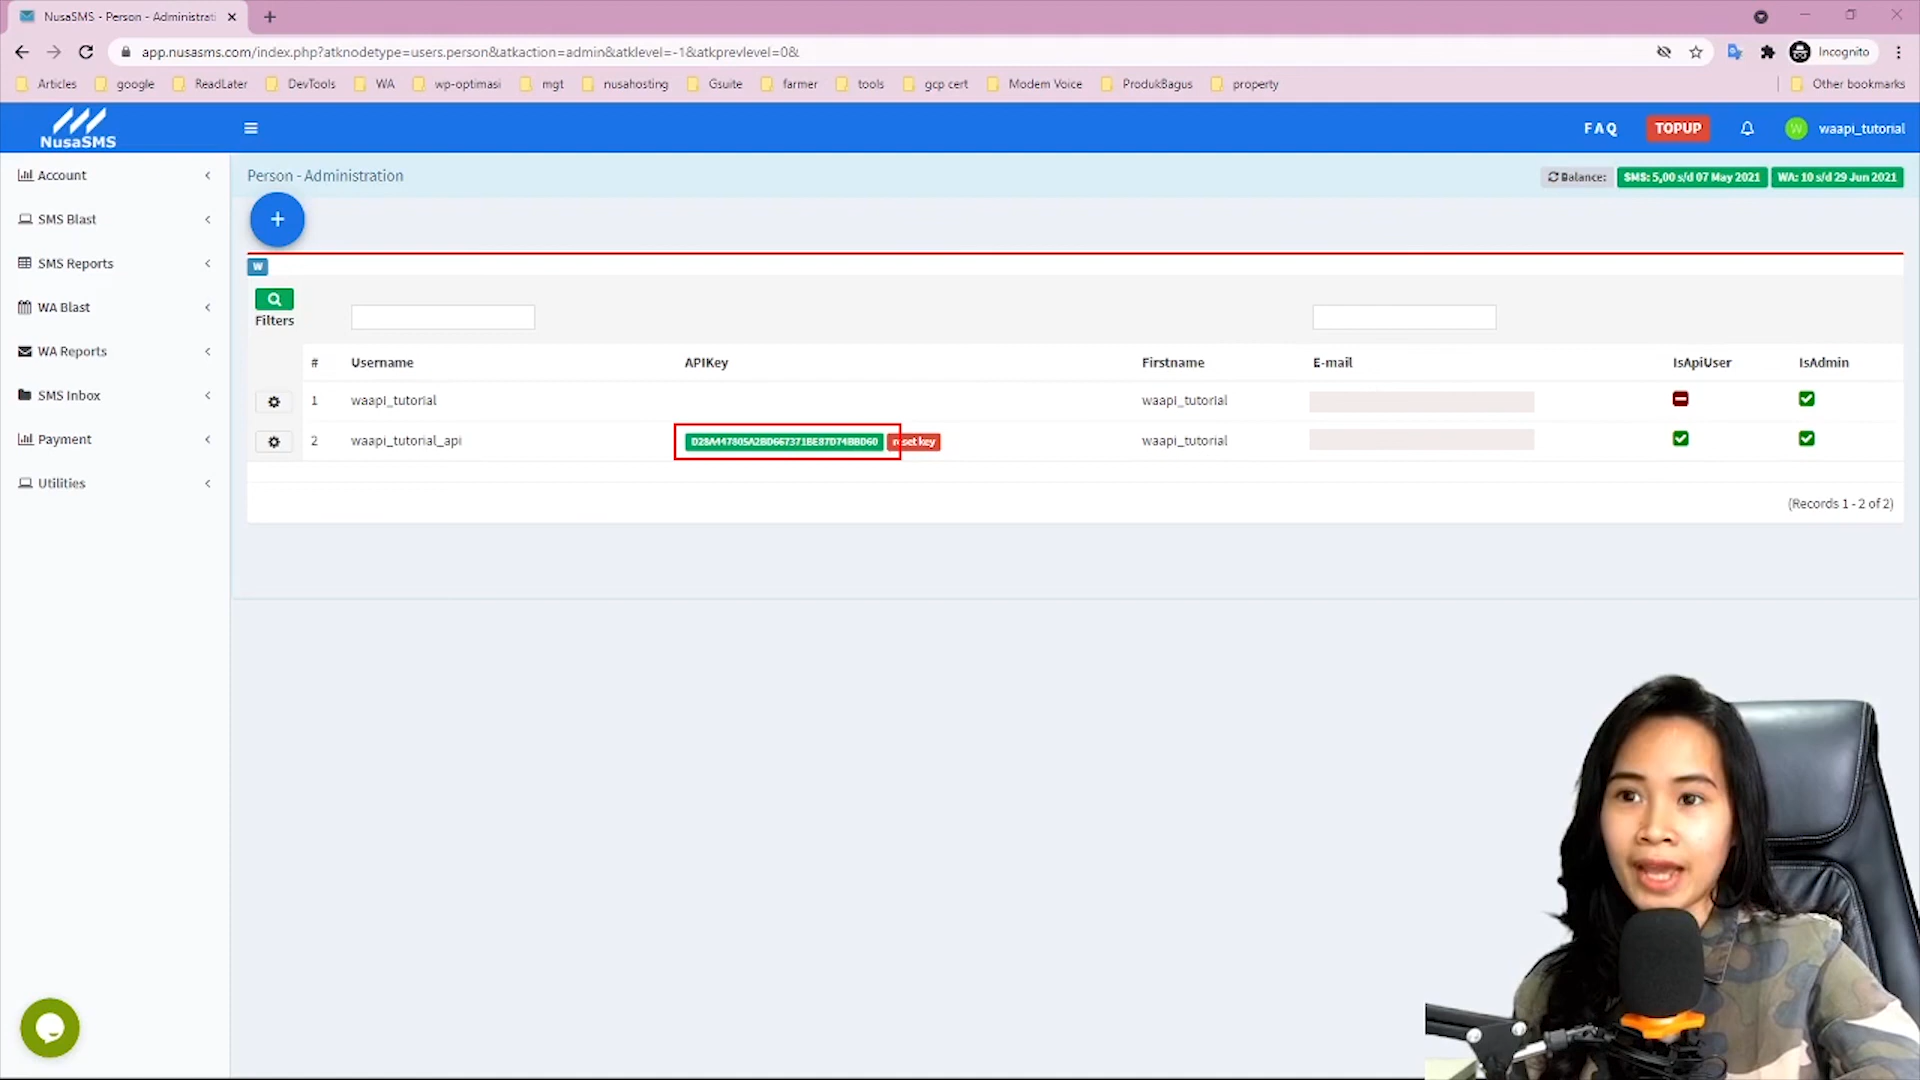 NusaSMS - Person - Administrati
app.nusasms.com/index.php?atknodetype=users.person&atkaction=admin&atklevel=-1&atkprevlevel=0&
Incognito
Articles google ReadLater DevTools WA wp-optimasi mgt nusahosting Gsuite farmer tools gcp cert Modem Voice ProdukBagus property Other bookmarks
NusaSMS
FAQ TOPUP W waapi_tutorial
Account
SMS Blast
SMS Reports
WA Blast
WA Reports
SMS Inbox
Payment
Utilities
Person - Administration
Balance: SMS: 5,00 s/d 07 May 2021 WA: 10 s/d 29 Jun 2021
+
W
Filters
# Username APIKey Firstname E-mail IsApiUser IsAdmin
1 waapi_tutorial waapi_tutorial
2 waapi_tutorial_api D28A447805A2BD667371BE87D74BBD60 reset key waapi_tutorial
(Records 1 - 2 of 2)